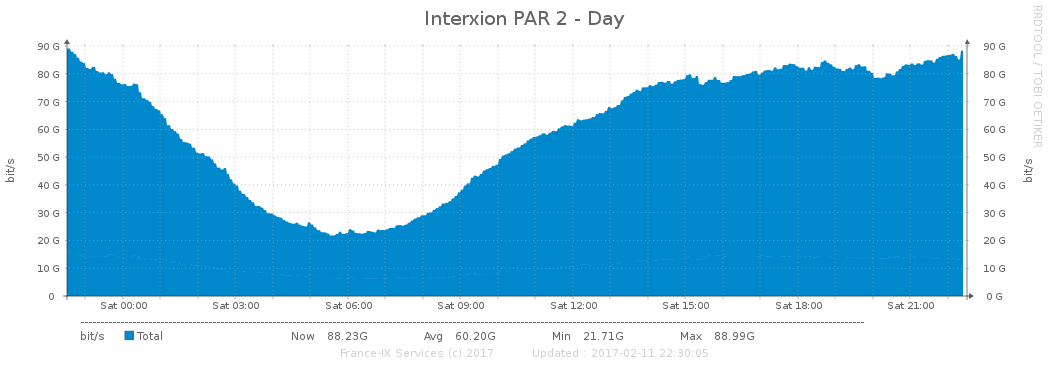 Interxion PAR 2 - Day
RRDTOOL / TOBI OETIKER
bit/s
90 G
80 G
70 G
60 G
50 G
40 G
30 G
20 G
10 G
0
90 G
80 G
70 G
60 G
50 G
40 G
30 G
20 G
10 G
0 G
bit/s
Sat 00:00 Sat 03:00 Sat 06:00 Sat 09:00 Sat 12:00 Sat 15:00 Sat 18:00 Sat 21:00
bit/s Total Now 88.23G Avg 60.20G Min 21.71G Max 88.99G
France-IX Services (c) 2017 Updated : 2017-02-11 22:30:05